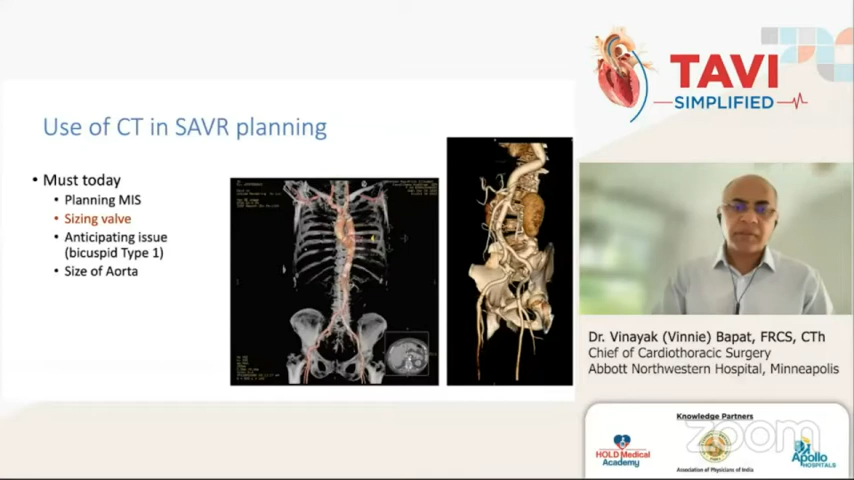 Use of CT in SAVR planning
• Must today
• Planning MIS
• Sizing valve
• Anticipating issue
(bicuspid Type 1)
• Size of Aorta
TAVI
SIMPLIFIED
Dr. Vinayak (Vinnie) Bapat, FRCS, CTh
Chief of Cardiothoracic Surgery
Abbott Northwestern Hospital, Minneapolis
Knowledge Partners
zoom
HOLD Medical
Academy
Association of Physicians of India
Apollo
HOSPITALS